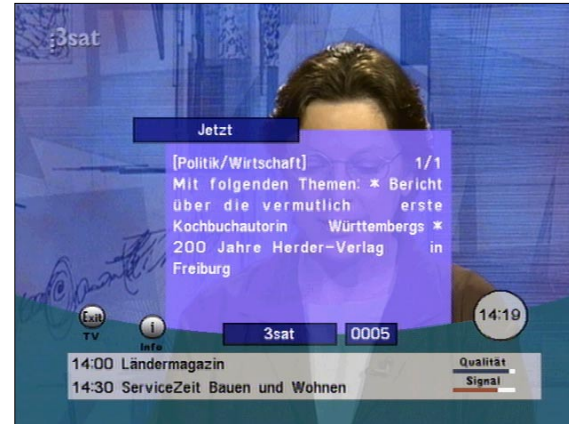 3sat
Jetzt
[Politik/Wirtschaft] 1/1
Mit folgenden Themen: * Bericht
über die vermutlich erste
Kochbuchautorin Württembergs *
200 Jahre Herder-Verlag in
Freiburg
Exit
TV
i
Info
3sat 0005
14:19
14:00 Ländermagazin
14:30 ServiceZeit Bauen und Wohnen
Qualität
Signal